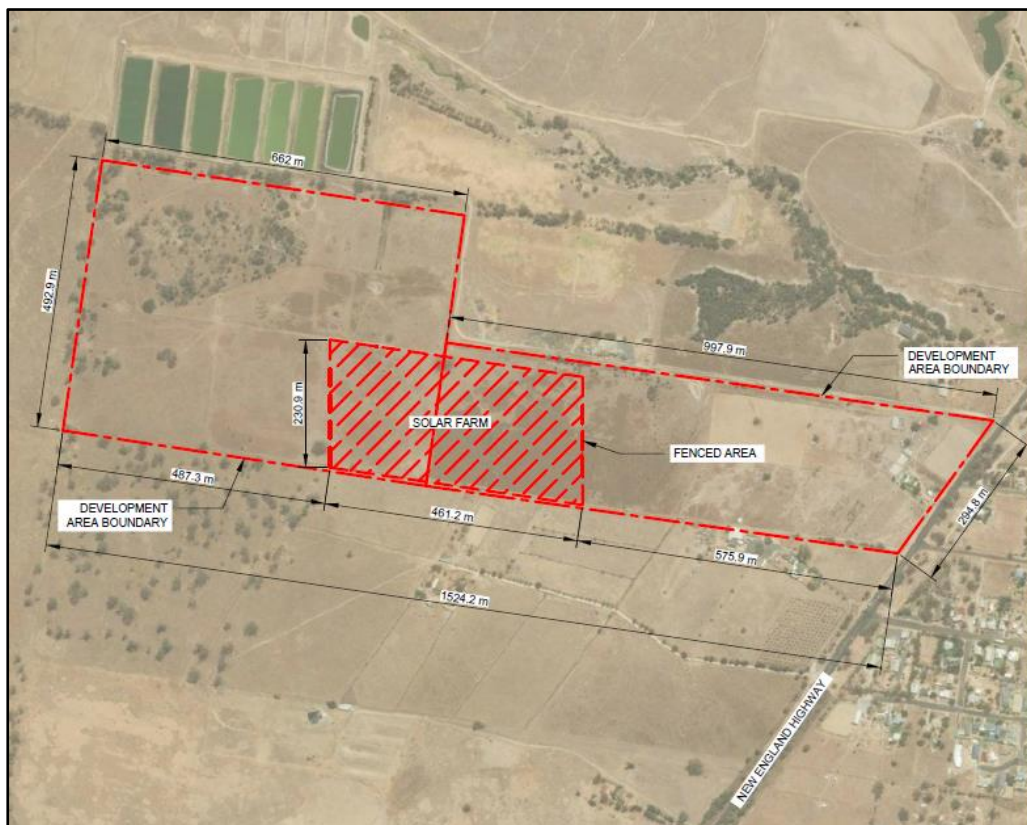 662 m
492.9 m
997.9 m
DEVELOPMENT
AREA BOUNDARY
230.9 m
SOLAR FARM
FENCED AREA
487.3 m
DEVELOPMENT
AREA BOUNDARY
461.2 m
294.8 m
575.9 m
1524.2 m
NEW ENGLAND HIGHWAY